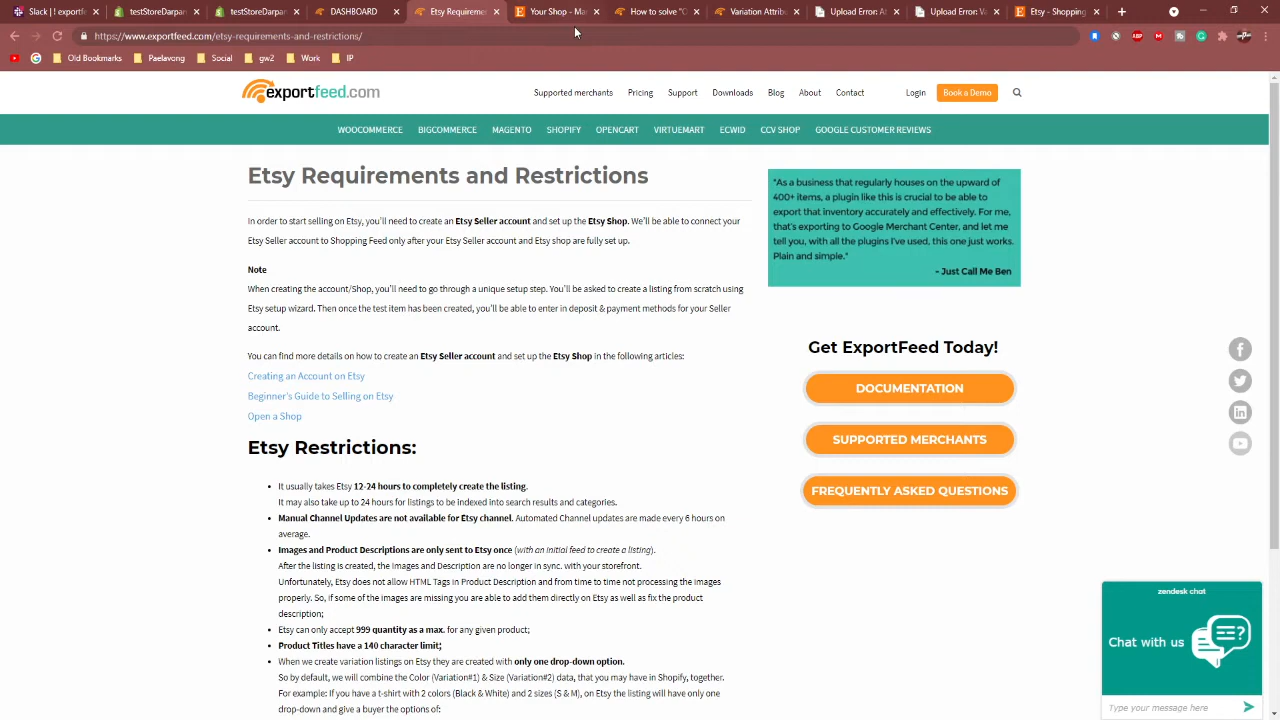 Slack | ! exportfe
testStoreDarpan
testStoreDarpan
DASHBOARD
Etsy Requiremen
Your Shop - Mar
How to solve "O
Variation Attribu
Upload Error: At
Upload Error: Va
Etsy - Shopping
https://www.exportfeed.com/etsy-requirements-and-restrictions/
Old Bookmarks
Paelavong
Social
gw2
Work
IP
exportfeed.com
Supported merchants
Pricing
Support
Downloads
Blog
About
Contact
Login
Book a Demo
WOOCOMMERCE
BIGCOMMERCE
MAGENTO
SHOPIFY
OPENCART
VIRTUEMART
ECWID
CCV SHOP
GOOGLE CUSTOMER REVIEWS
Etsy Requirements and Restrictions
In order to start selling on Etsy, you'll need to create an Etsy Seller account and set up the Etsy Shop. We'll be able to connect your
Etsy Seller account to Shopping Feed only after your Etsy Seller account and Etsy shop are fully set up.
Note
When creating the account/Shop, you'll need to go through a unique setup step. You'll be asked to create a listing from scratch using
Etsy setup wizard. Then once the test item has been created, you'll be able to enter in deposit & payment methods for your Seller
account.
You can find more details on how to create an Etsy Seller account and set up the Etsy Shop in the following articles:
Creating an Account on Etsy
Beginner's Guide to Selling on Etsy
Open a Shop
Etsy Restrictions:
It usually takes Etsy 12-24 hours to completely create the listing.
It may also take up to 24 hours for listings to be indexed into search results and categories.
Manual Channel Updates are not available for Etsy channel. Automated Channel updates are made every 6 hours on
average.
Images and Product Descriptions are only sent to Etsy once (with an initial feed to create a listing).
After the listing is created, the Images and Description are no longer in sync. with your storefront.
Unfortunately, Etsy does not allow HTML Tags in Product Description and from time to time not processing the images
properly. So, if some of the images are missing you are able to add them directly on Etsy as well as fix the product
description;
Etsy can only accept 999 quantity as a max. for any given product;
Product Titles have a 140 character limit;
When we create variation listings on Etsy they are created with only one drop-down option.
So by default, we will combine the Color (Variation#1) & Size (Variation#2) data, that you may have in Shopify, together.
For example: If you have a t-shirt with 2 colors (Black & White) and 2 sizes (S & M), on Etsy the listing will have only one
drop-down and give a buyer the options of:
"As a business that regularly houses on the upward of
400+ items, a plugin like this is crucial to be able to
export that inventory accurately and effectively. For me,
that's exporting to Google Merchant Center, and let me
tell you, with all the plugins I've used, this one just works.
Plain and simple."
- Just Call Me Ben
Get ExportFeed Today!
DOCUMENTATION
SUPPORTED MERCHANTS
FREQUENTLY ASKED QUESTIONS
zendesk chat
Chat with us
Type your message here